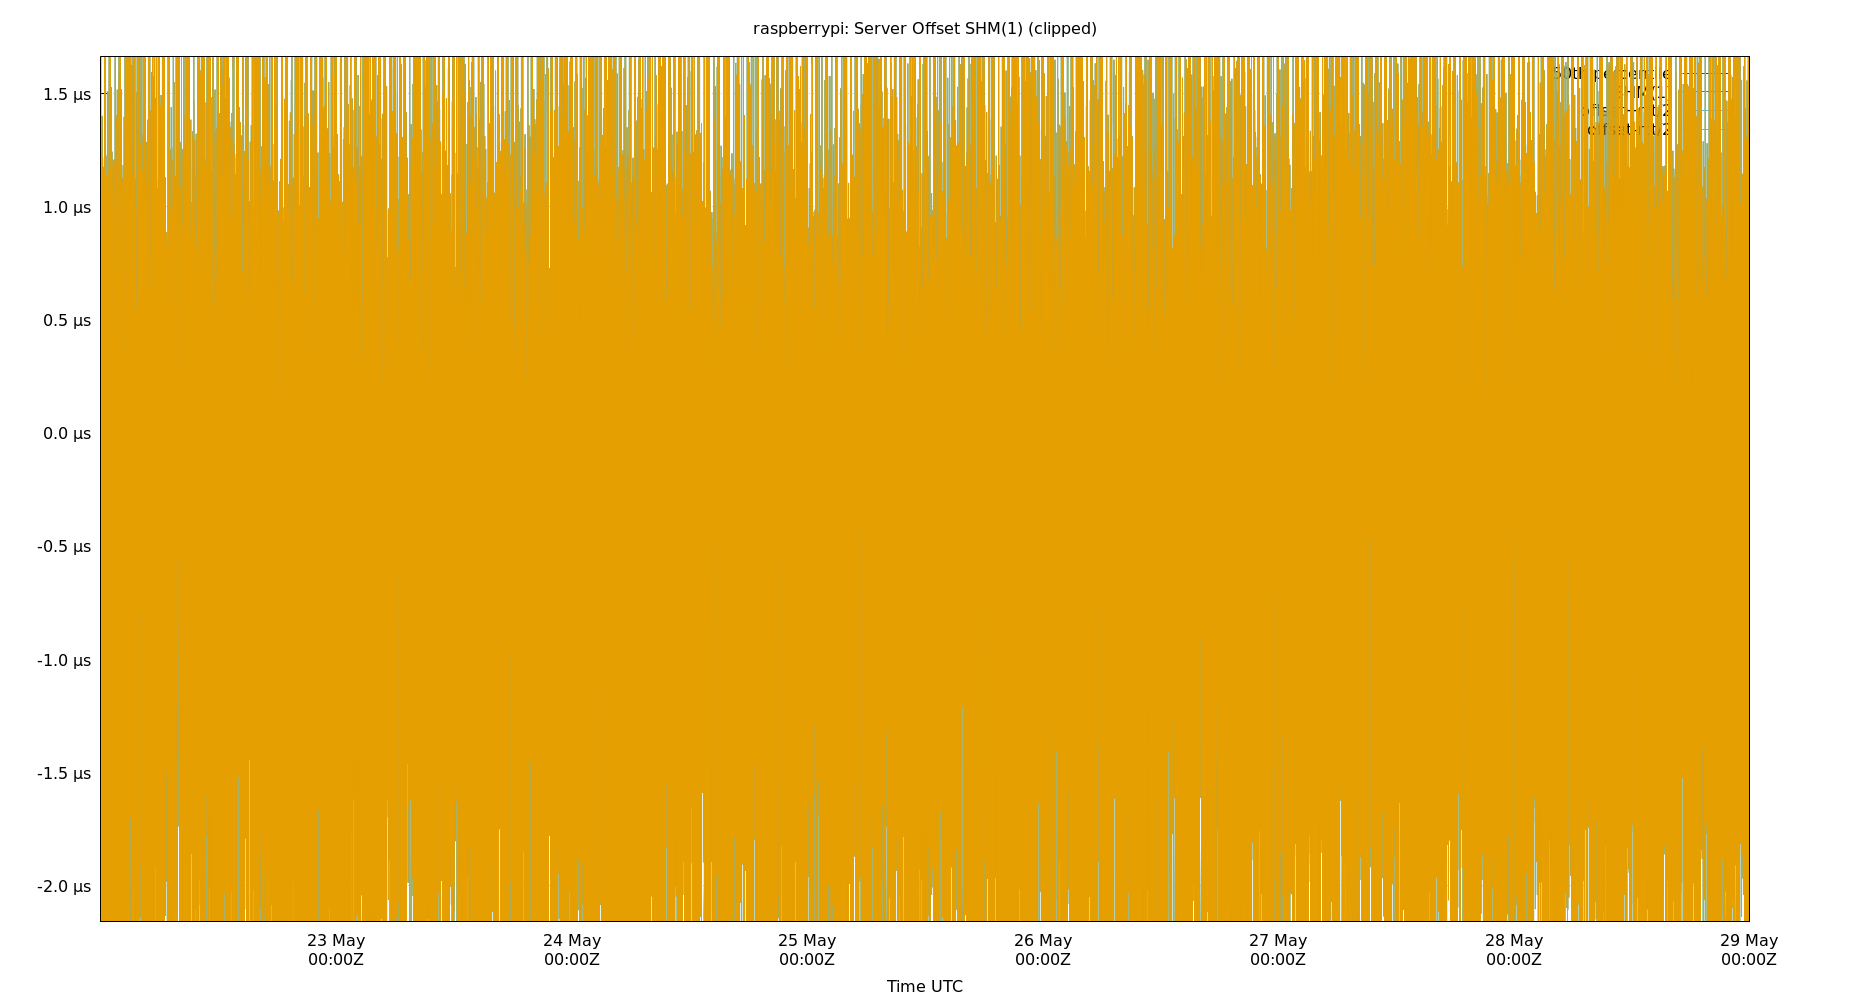 raspberrypi: Server Offset SHM(1) (clipped)
1.5 µs
1.0 µs
0.5 µs
0.0 µs
-0.5 µs
-1.0 µs
-1.5 µs
-2.0 µs
23 May
00:00Z
24 May
00:00Z
25 May
00:00Z
26 May
00:00Z
27 May
00:00Z
28 May
00:00Z
29 May
00:00Z
Time UTC